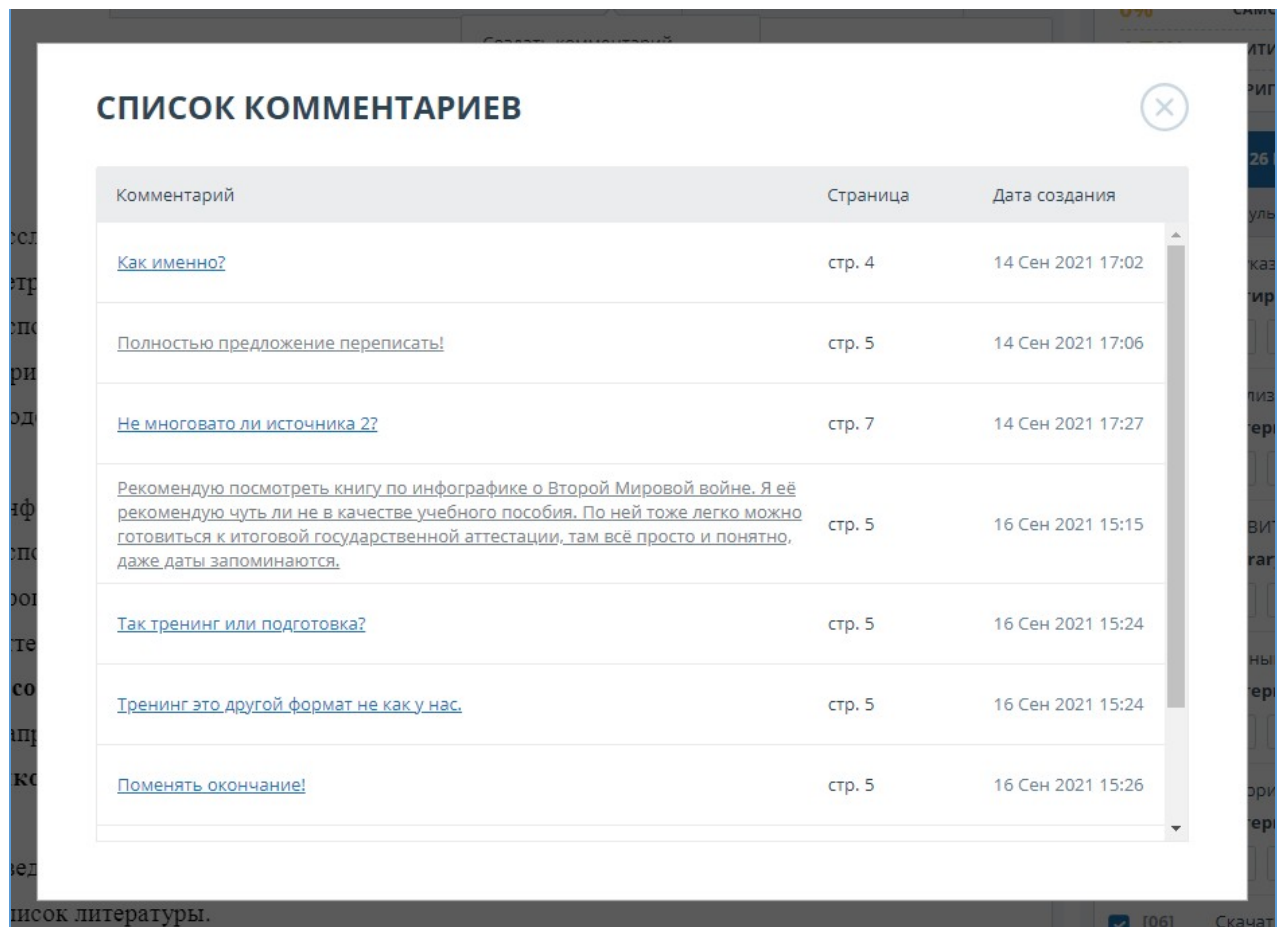 Создать комментарий
СПИСОК КОММЕНТАРИЕВ
Комментарий Страница Дата создания
Как именно? стр. 4 14 Сен 2021 17:02
Полностью предложение переписать! стр. 5 14 Сен 2021 17:06
Не многовато ли источника 2? стр. 7 14 Сен 2021 17:27
Рекомендую посмотреть книгу по инфографике о Второй Мировой войне. Я её
рекомендую чуть ли не в качестве учебного пособия. По ней тоже легко можно
готовиться к итоговой государственной аттестации, там всё просто и понятно,
даже даты запоминаются.
стр. 5 16 Сен 2021 15:15
Так тренинг или подготовка? стр. 5 16 Сен 2021 15:24
Тренинг это другой формат не как у нас. стр. 5 16 Сен 2021 15:24
Поменять окончание! стр. 5 16 Сен 2021 15:26
литературы.
[06]